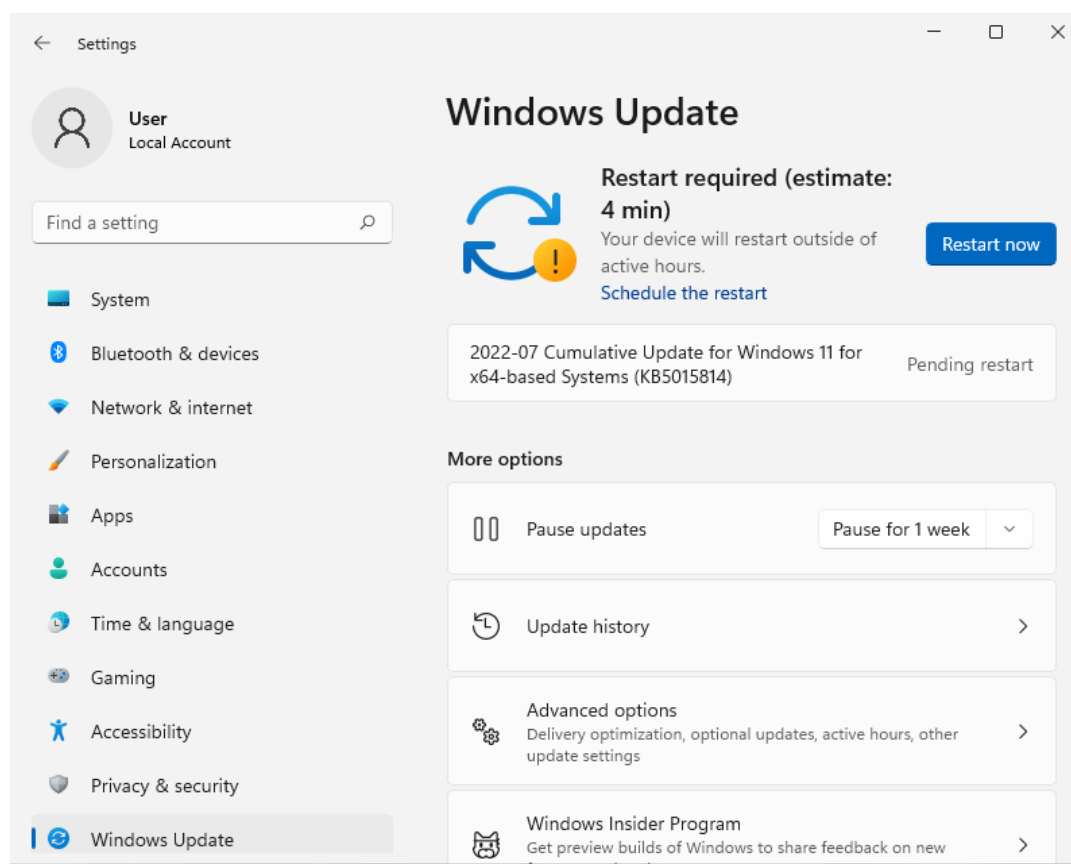 Settings
User
Local Account
Find a setting
System
Bluetooth & devices
Network & internet
Personalization
Apps
Accounts
Time & language
Gaming
Accessibility
Privacy & security
Windows Update
Windows Update
Restart required (estimate:
4 min)
Your device will restart outside of
active hours.
Schedule the restart
Restart now
2022-07 Cumulative Update for Windows 11 for
x64-based Systems (KB5015814)
Pending restart
More options
Pause updates
Pause for 1 week
Update history
Advanced options
Delivery optimization, optional updates, active hours, other
update settings
Windows Insider Program
Get preview builds of Windows to share feedback on new